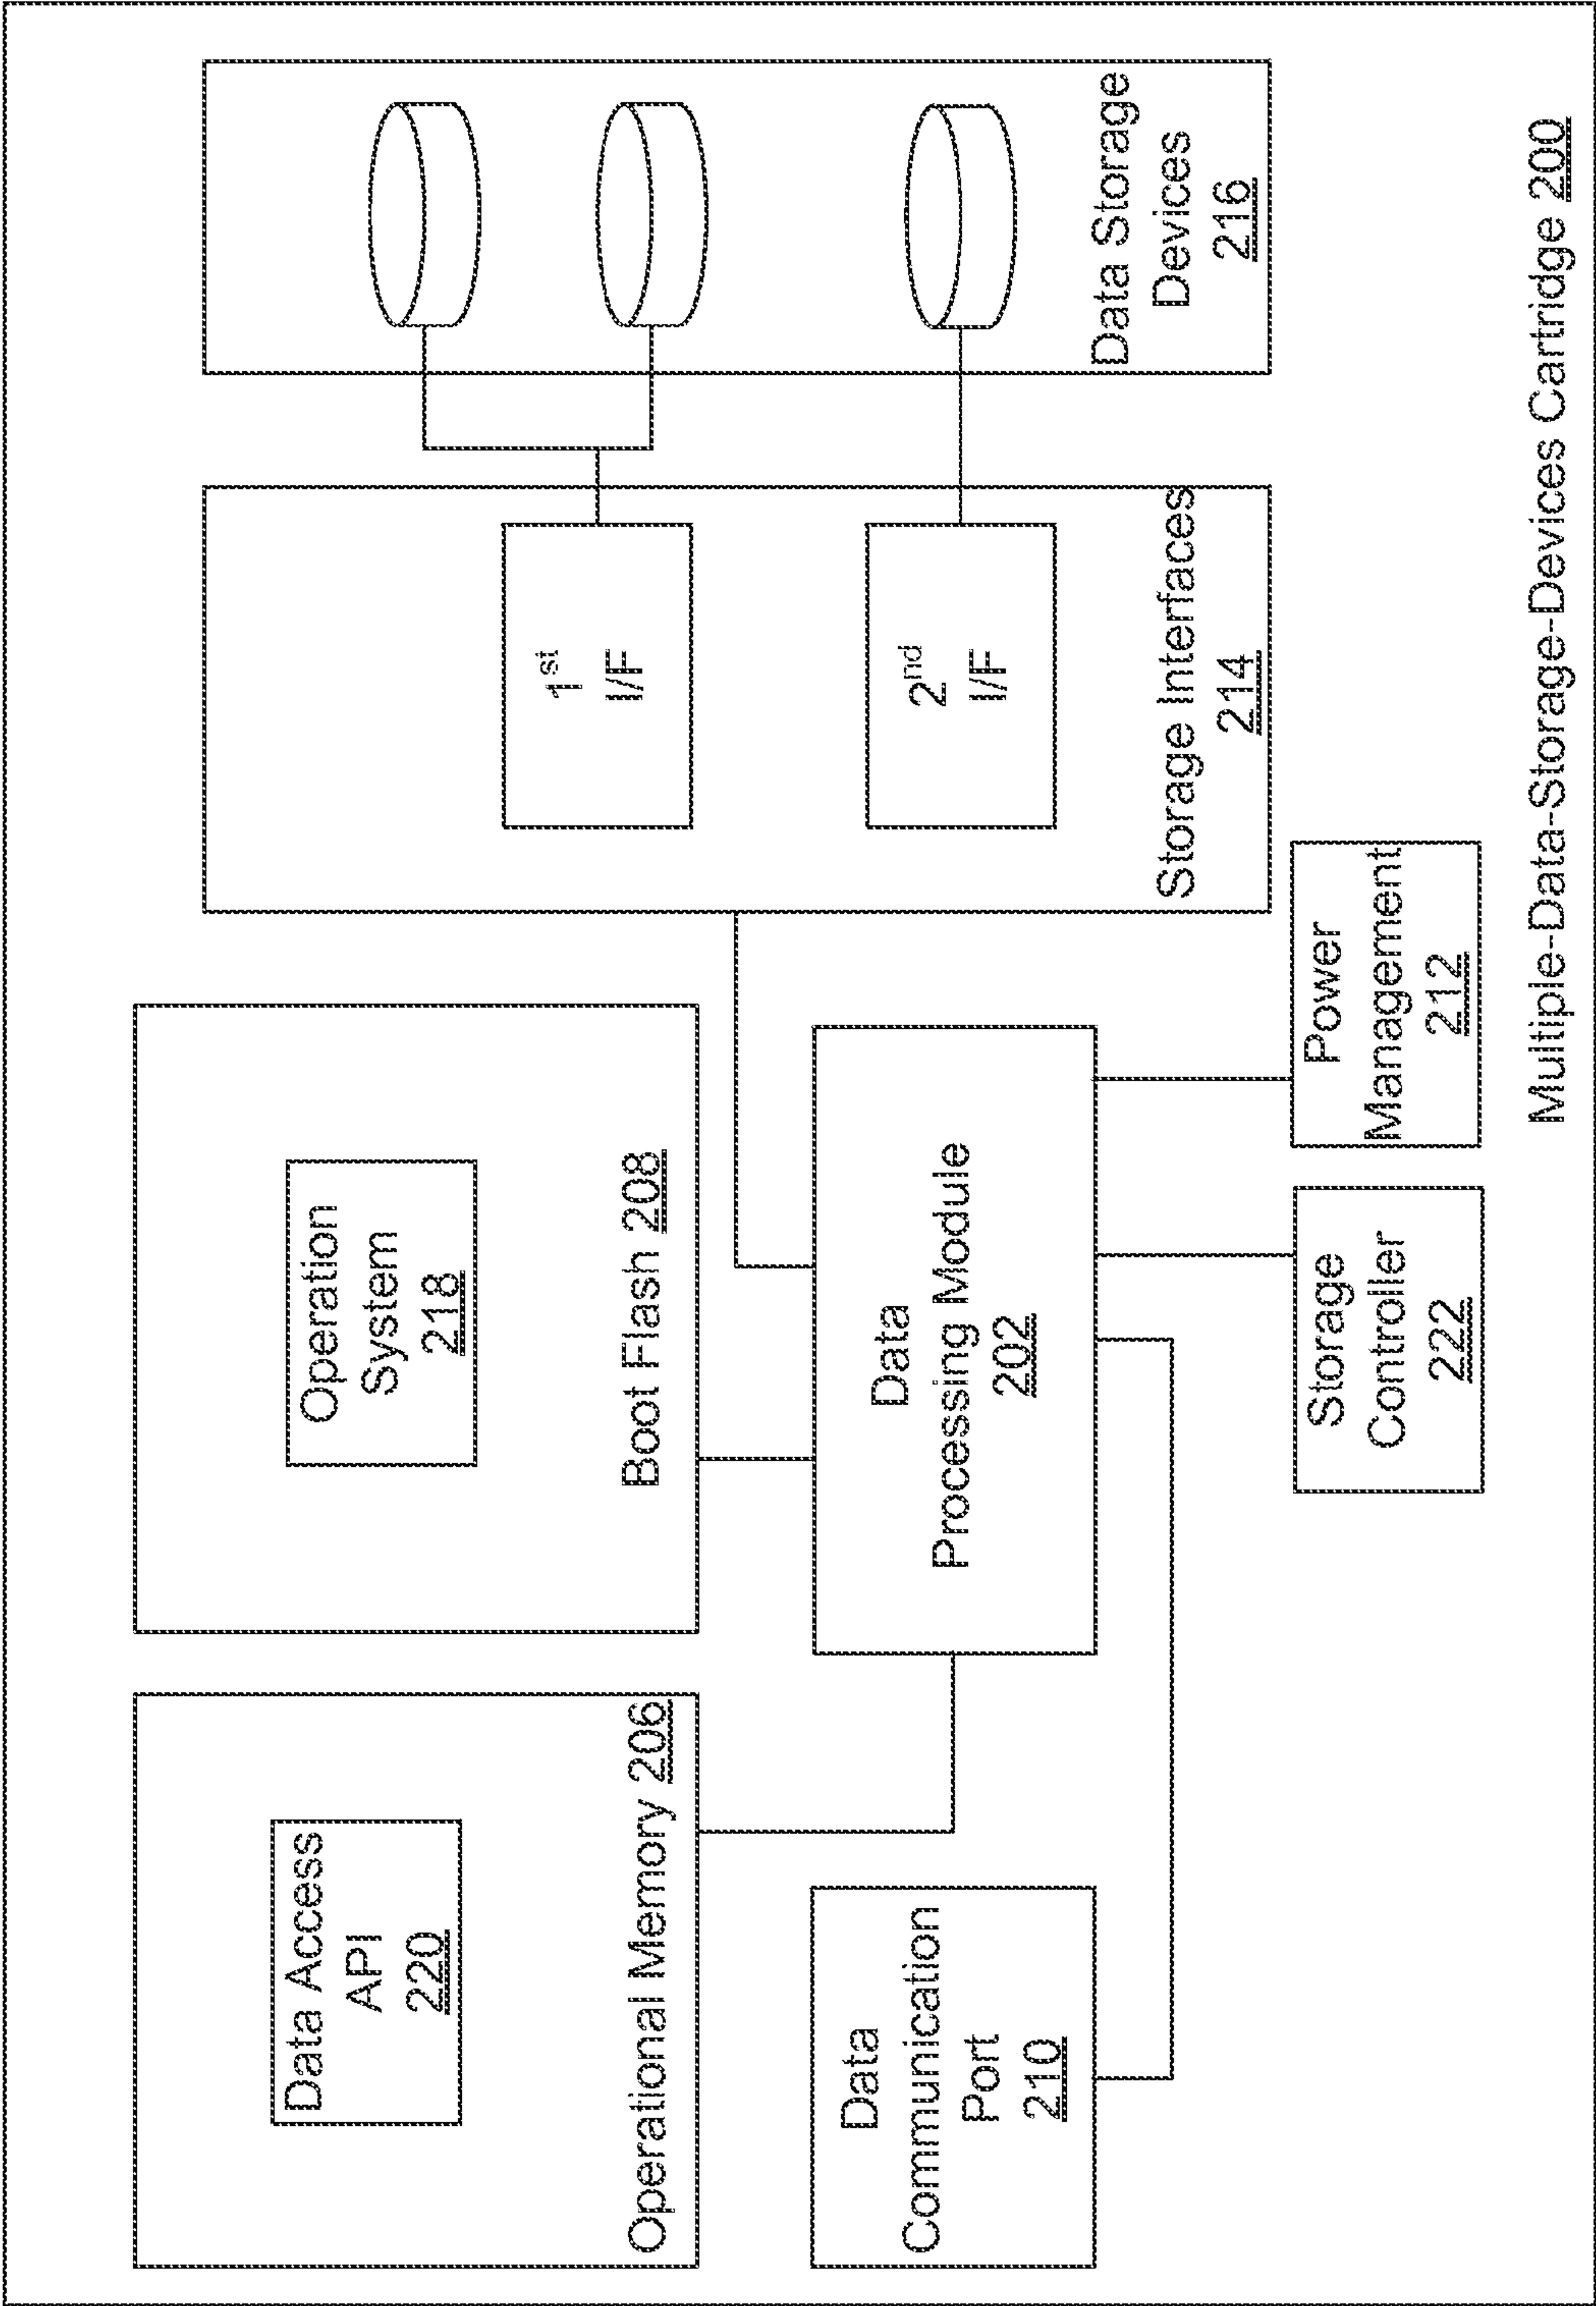 Data Access
API
220
Operational Memory 206
Operation
System
218
Boot Flash 208
1st
I/F
2nd
I/F
Storage Interfaces
214
Data Storage
Devices
216
Data
Communication
Port
210
Data
Processing Module
202
Storage
Controller
222
Power
Management
212
Multiple-Data-Storage-Devices Cartridge 200